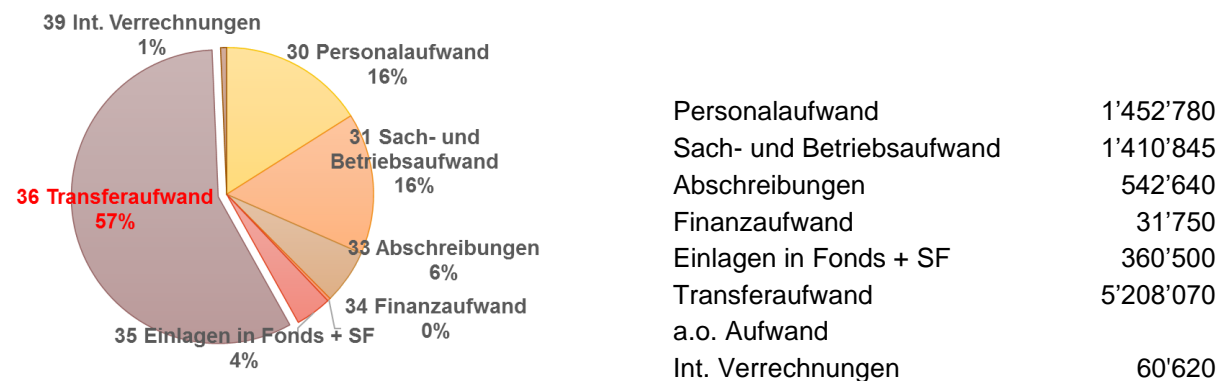 39 Int. Verrechnungen
1%
30 Personalaufwand
16%
31 Sach- und
Betriebsaufwand
16%
36 Transferaufwand
57%
33 Abschreibungen
6%
34 Finanzaufwand
0%
35 Einlagen in Fonds + SF
4%
Personalaufwand 1’452’780
Sach- und Betriebsaufwand 1’410’845
Abschreibungen 542’640
Finanzaufwand 31’750
Einlagen in Fonds + SF 360’500
Transferaufwand 5’208’070
a.o. Aufwand
Int. Verrechnungen 60'620